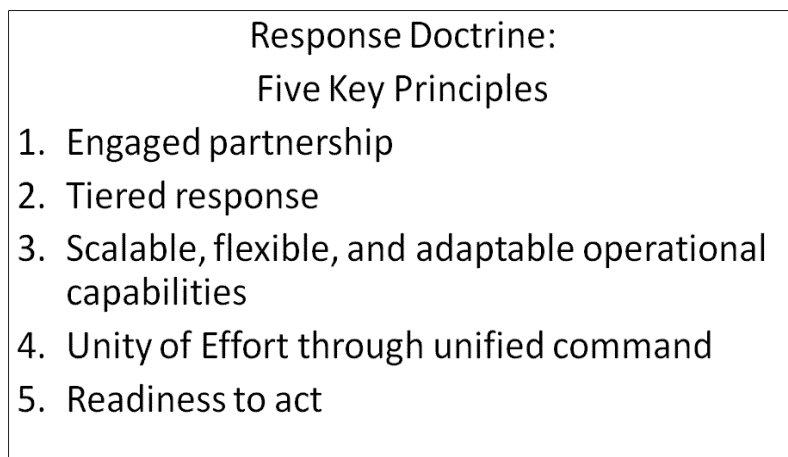 Response Doctrine:
Five Key Principles
1. Engaged partnership
2. Tiered response
3. Scalable, flexible, and adaptable operational
capabilities
4. Unity of Effort through unified command
5. Readiness to act